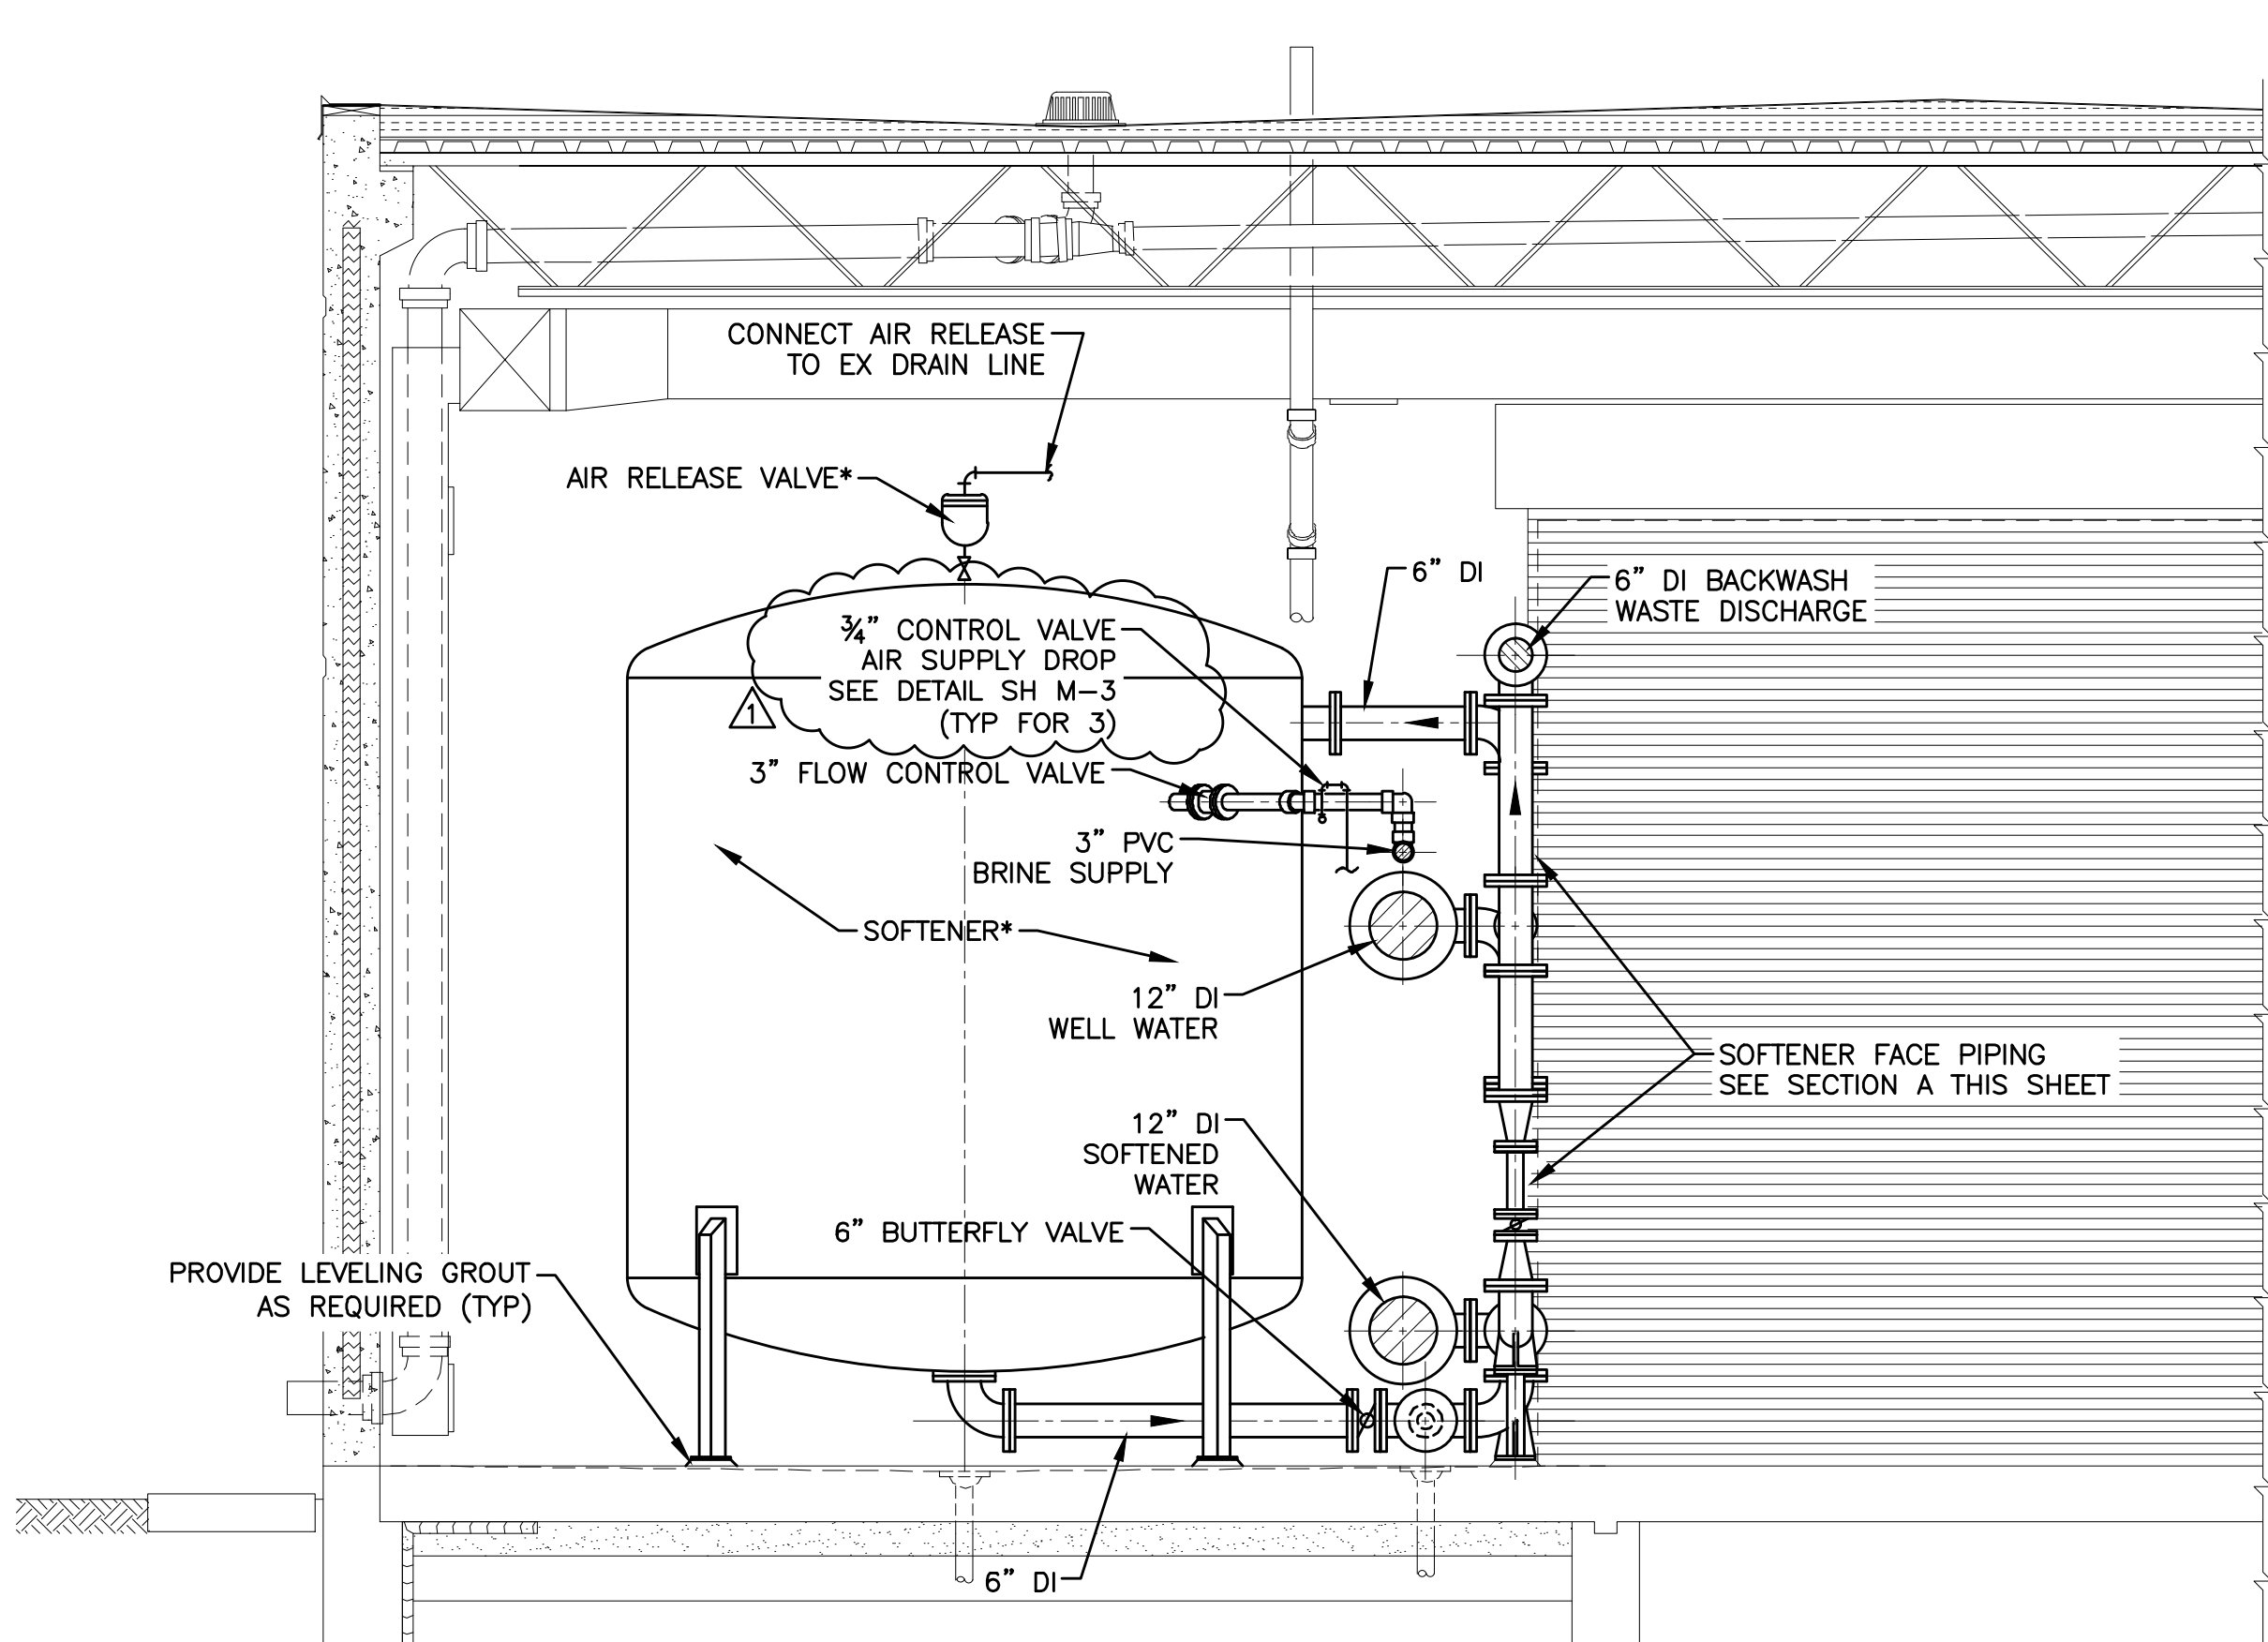 CONNECT AIR RELEASE
TO EX DRAIN LINE
AIR RELEASE VALVE*
6" DI
6" DI BACKWASH
WASTE DISCHARGE
¾" CONTROL VALVE
AIR SUPPLY DROP
SEE DETAIL SH M-3
(TYP FOR 3)
1
3" FLOW CONTROL VALVE
3" PVC
BRINE SUPPLY
SOFTENER*
12" DI
WELL WATER
SOFTENER FACE PIPING
SEE SECTION A THIS SHEET
12" DI
SOFTENED
WATER
6" BUTTERFLY VALVE
PROVIDE LEVELING GROUT
AS REQUIRED (TYP)
6" DI